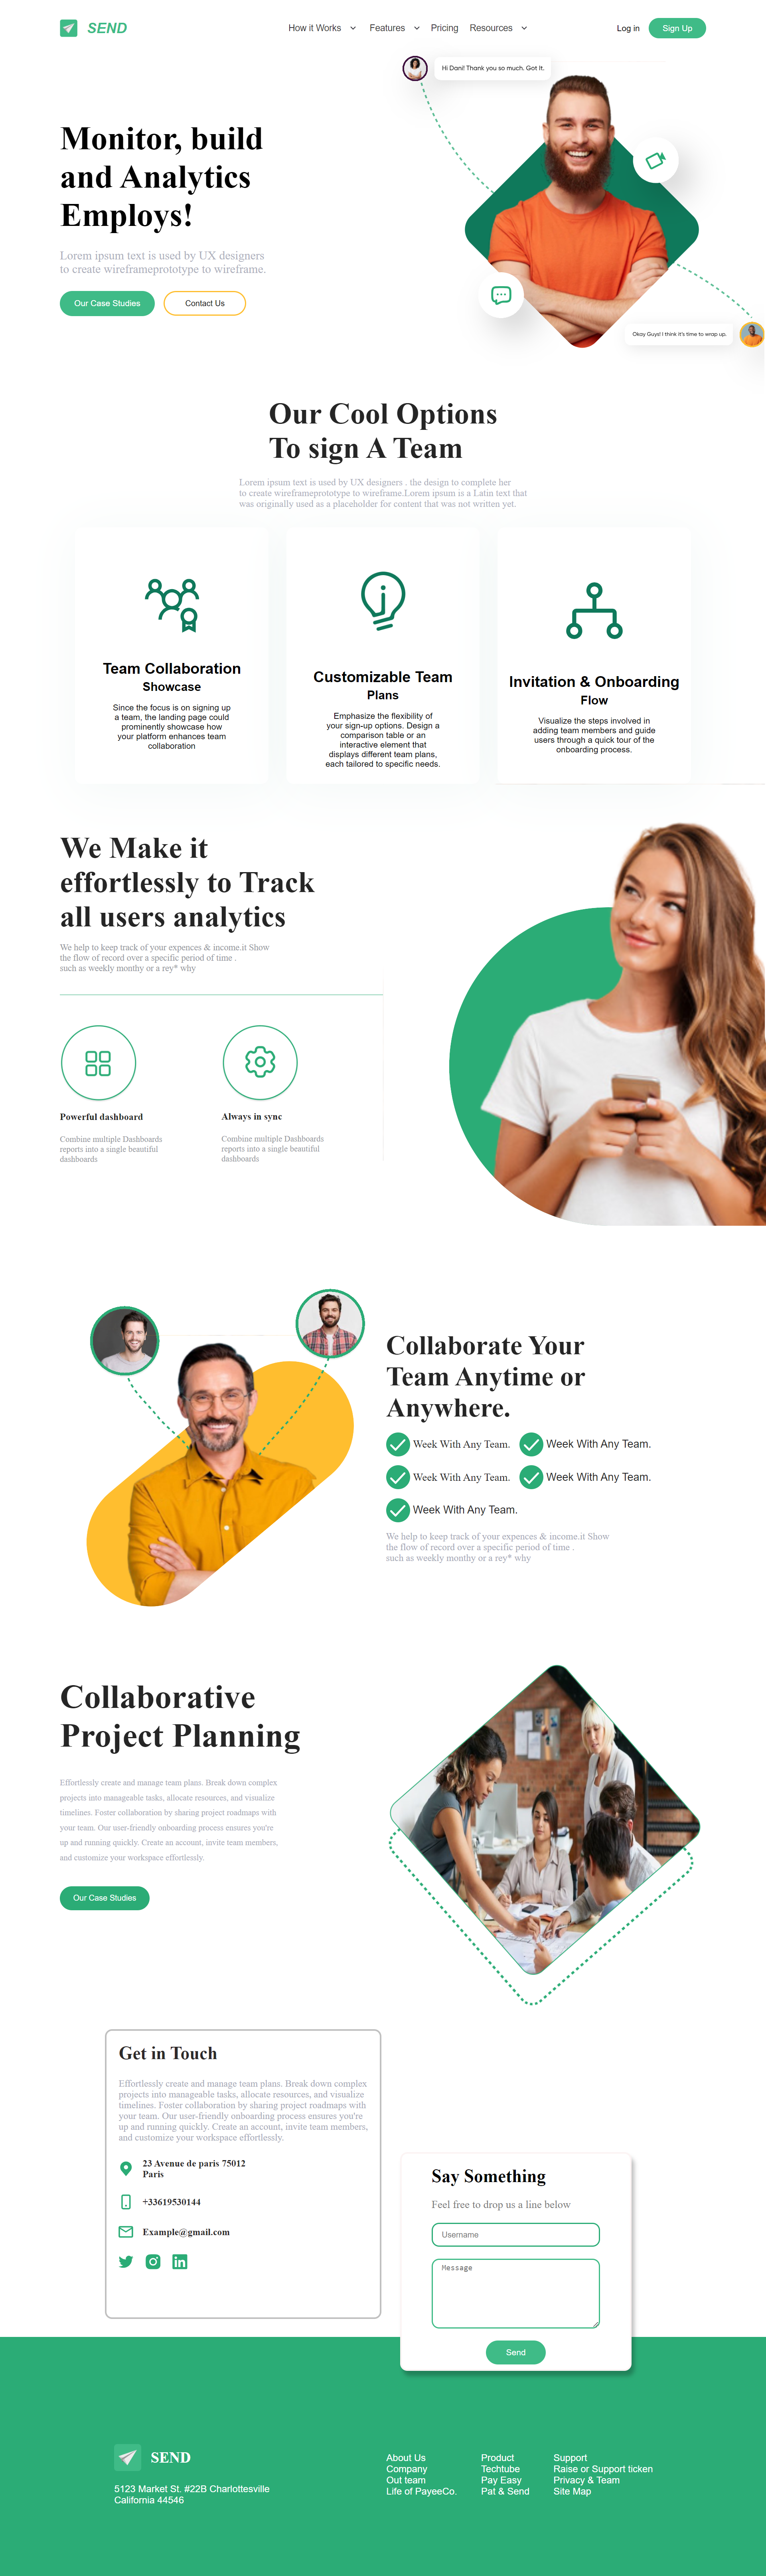 SEND
How it Works
Features
Pricing
Resources
Log in
Sign Up
Hi Dani! Thank you so much. Got It.
Monitor, build
and Analytics
Employs!
Lorem ipsum text is used by UX designers
to create wireframeprototype to wireframe.
Our Case Studies
Contact Us
Okay Guys! I think it's time to wrap up.
Our Cool Options
To sign A Team
Lorem ipsum text is used by UX designers . the design to complete her
to create wireframeprototype to wireframe.Lorem ipsum is a Latin text that
was originally used as a placeholder for content that was not written yet.
Team Collaboration
Showcase
Since the focus is on signing up
a team, the landing page could
prominently showcase how
your platform enhances team
collaboration
Customizable Team
Plans
Emphasize the flexibility of
your sign-up options. Design a
comparison table or an
interactive element that
displays different team plans,
each tailored to specific needs.
Invitation & Onboarding
Flow
Visualize the steps involved in
adding team members and guide
users through a quick tour of the
onboarding process.
We Make it
effortlessly to Track
all users analytics
We help to keep track of your expences & income.it Show
the flow of record over a specific period of time .
such as weekly monthy or a rey* why
Powerful dashboard
Combine multiple Dashboards
reports into a single beautiful
dashboards
Always in sync
Combine multiple Dashboards
reports into a single beautiful
dashboards
Collaborate Your
Team Anytime or
Anywhere.
Week With Any Team.
Week With Any Team.
Week With Any Team.
Week With Any Team.
Week With Any Team.
We help to keep track of your expences & income.it Show
the flow of record over a specific period of time .
such as weekly monthy or a rey* why
Collaborative
Project Planning
Effortlessly create and manage team plans. Break down complex
projects into manageable tasks, allocate resources, and visualize
timelines. Foster collaboration by sharing project roadmaps with
your team. Our user-friendly onboarding process ensures you're
up and running quickly. Create an account, invite team members,
and customize your workspace effortlessly.
Our Case Studies
Get in Touch
Effortlessly create and manage team plans. Break down complex
projects into manageable tasks, allocate resources, and visualize
timelines. Foster collaboration by sharing project roadmaps with
your team. Our user-friendly onboarding process ensures you're
up and running quickly. Create an account, invite team members,
and customize your workspace effortlessly.
23 Avenue de paris 75012
Paris
+33619530144
Example@gmail.com
Say Something
Feel free to drop us a line below
Username
Message
Send
SEND
5123 Market St. #22B Charlottesville
California 44546
About Us
Company
Out team
Life of PayeeCo.
Product
Techtube
Pay Easy
Pat & Send
Support
Raise or Support ticken
Privacy & Team
Site Map